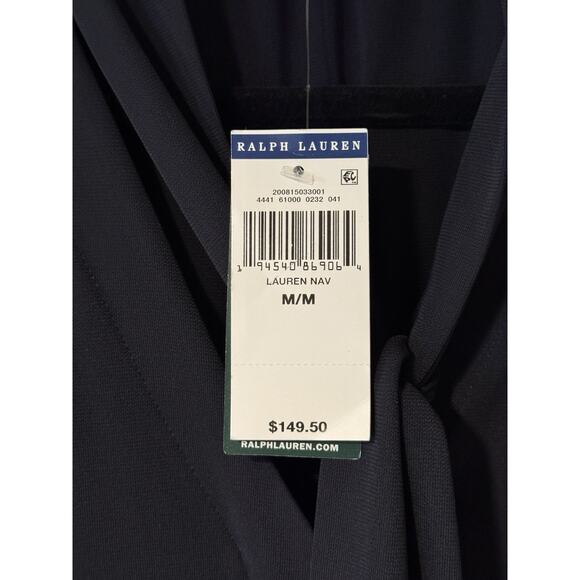 RALPH LAUREN
200815033001
4441 61000 0232 041
1 94540 86906 4
LAUREN NAV
M/M
$149.50
RALPHLAUREN.COM